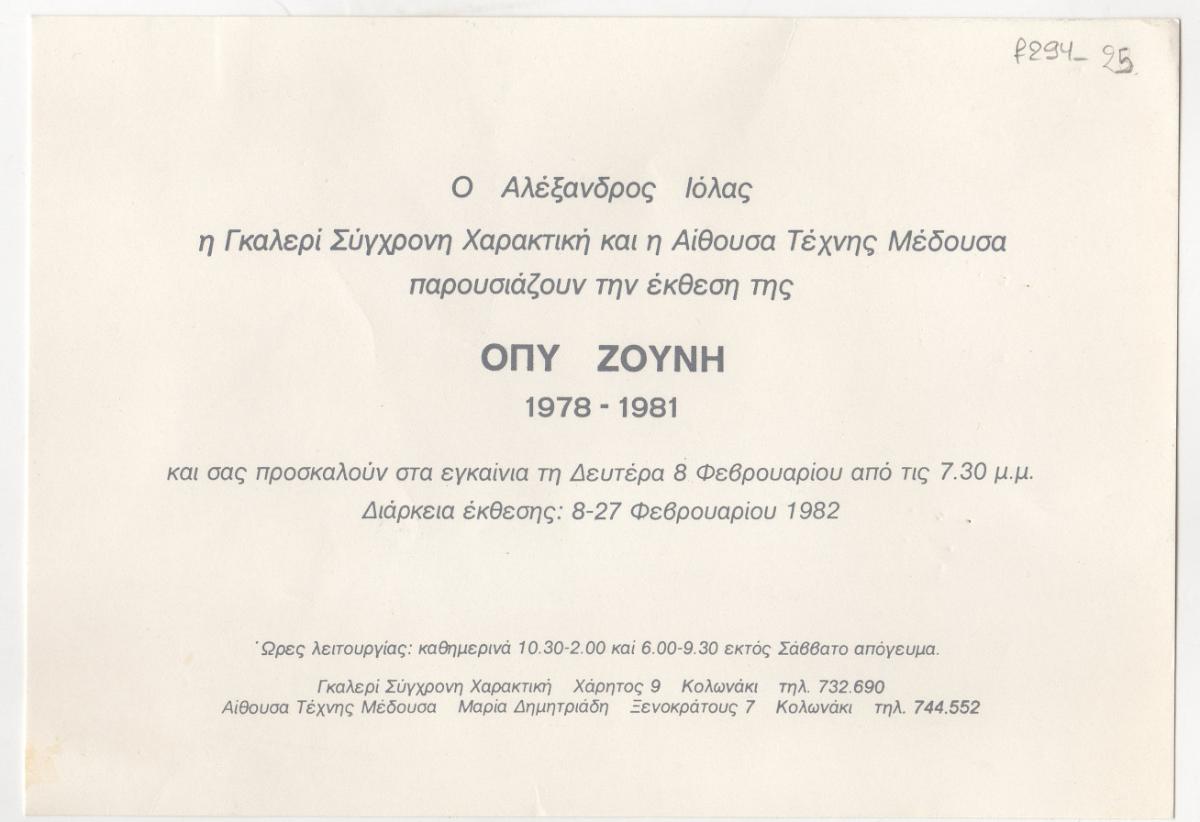 f294- 25
Ο Αλέξανδρος Ιόλας
η Γκαλερί Σύγχρονη Χαρακτική και η Αίθουσα Τέχνης Μέδουσα
παρουσιάζουν την έκθεση της
ΟΠΥ ΖΟΥΝΗ
1978 - 1981
και σας προσκαλούν στα εγκαίνια τη Δευτέρα 8 Φεβρουαρίου από τις 7.30 μ.μ.
Διάρκεια έκθεσης: 8-27 Φεβρουαρίου 1982
Ώρες λειτουργίας: καθημερινά 10.30-2.00 καί 6.00-9.30 εκτός Σάββατο απόγευμα.
Γκαλερί Σύγχρονη Χαρακτική Χάρητος 9 Κολωνάκι τηλ. 732.690
Αίθουσα Τέχνης Μέδουσα Μαρία Δημητριάδη Ξενοκράτους 7 Κολωνάκι τηλ. 744.552